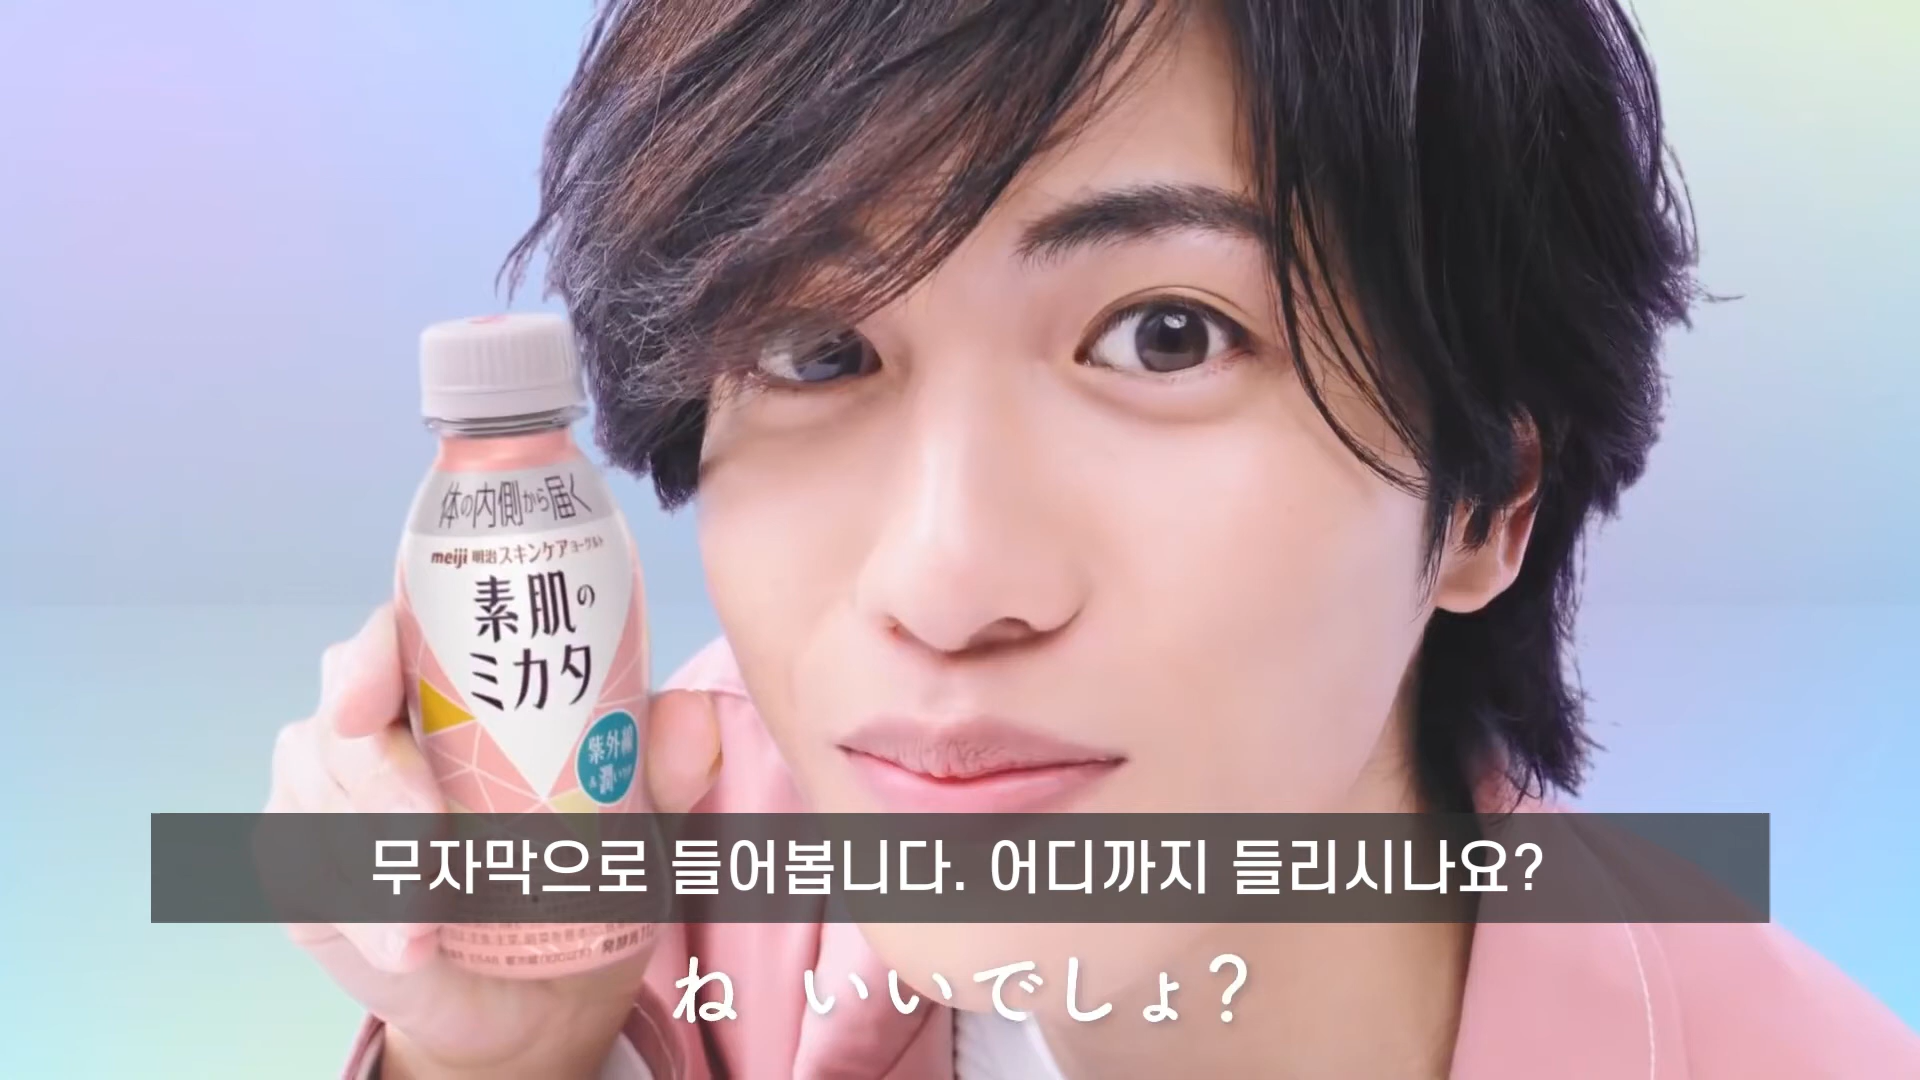 体の内側から届く
meiji 明治スキンケアヨーグルト
素肌の
ミカタ
紫外線
&潤い
무자막으로 들어봅니다. 어디까지 들리시나요?
ね いいでしょ?